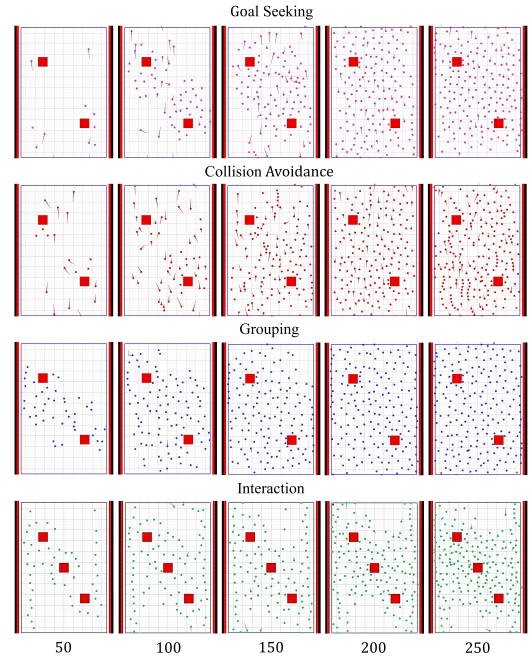 Goal Seeking
Collision Avoidance
Grouping
Interaction
50 100 150 200 250